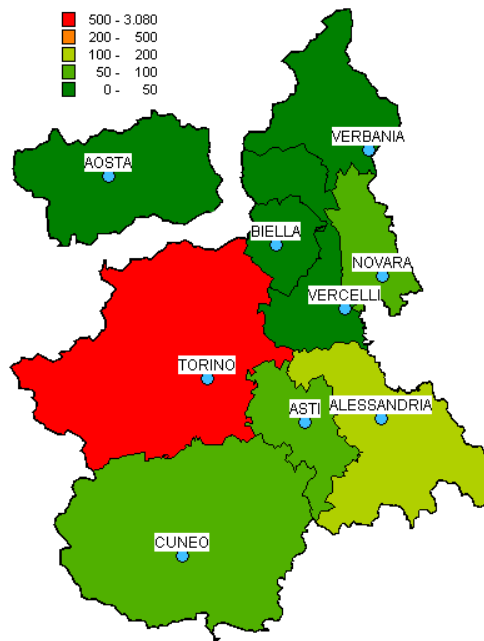 500 - 3.080
200 - 500
100 - 200
50 - 100
0 - 50
VERBANIA
AOSTA
BIELLA
NOVARA
VERCELLI
TORINO
ASTI
ALESSANDRIA
CUNEO